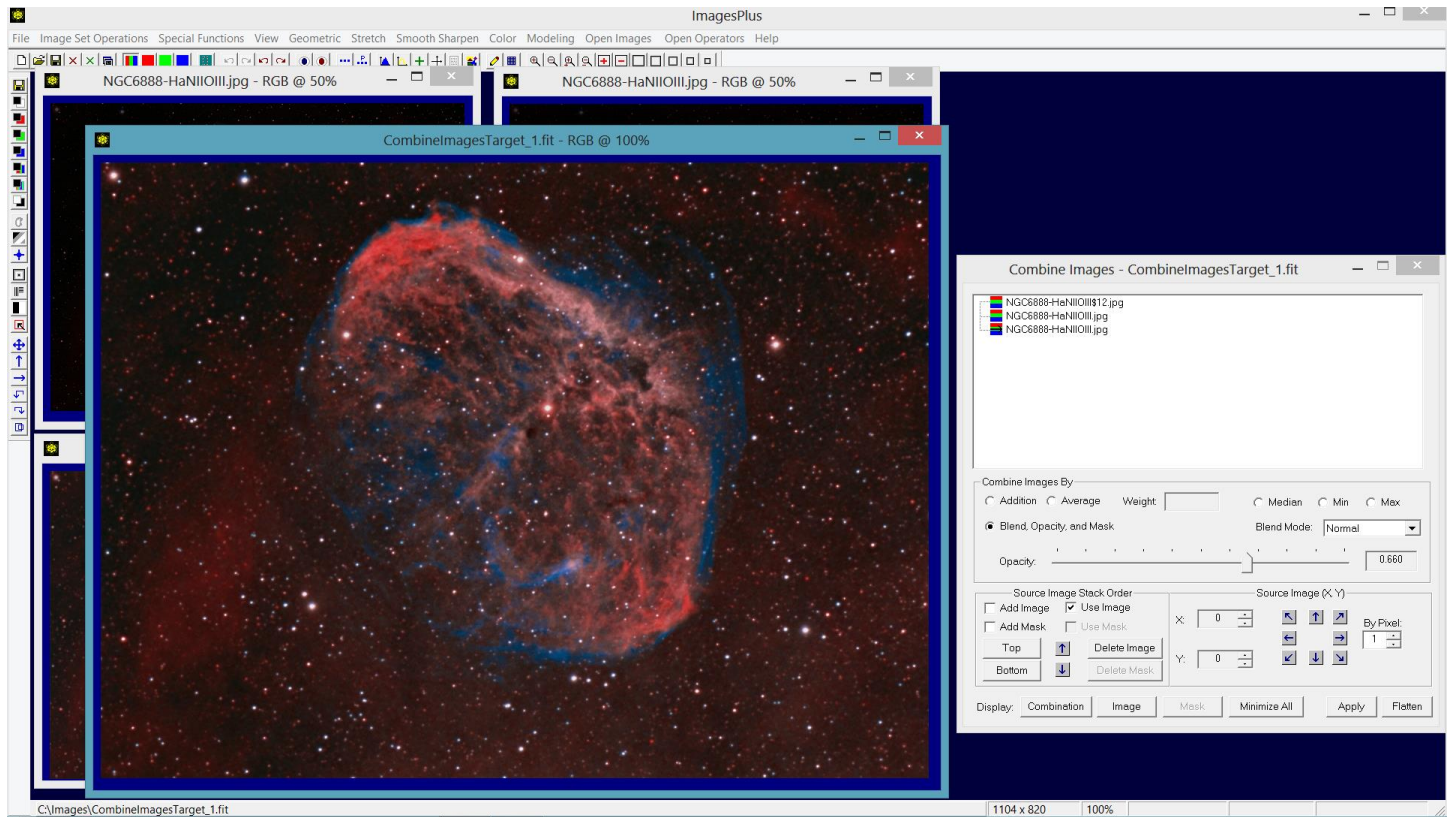 ImagesPlus
File Image Set Operations Special Functions View Geometric Stretch Smooth Sharpen Color Modeling Open Images Open Operators Help
NGC6888-HaNIIOIII.jpg - RGB @ 50%
NGC6888-HaNIIOIII.jpg - RGB @ 50%
CombineImagesTarget_1.fit - RGB @ 100%
Combine Images - CombineImagesTarget_1.fit
NGC6888-HaNIIOIII$12.jpg
NGC6888-HaNIIOIII.jpg
NGC6888-HaNIIOIII.jpg
Combine Images By
Addition Average Weight: Median Min Max
Blend, Opacity, and Mask Blend Mode: Normal
Opacity: 0.660
Source Image Stack Order Source Image (X, Y)
Add Image Use Image
Add Mask Use Mask X: 0 By Pixel:
1
Top Delete Image
Bottom Delete Mask Y: 0
Display: Combination Image Mask Minimize All Apply Flatten
C:\Images\CombineImagesTarget_1.fit 1104 x 820 100%